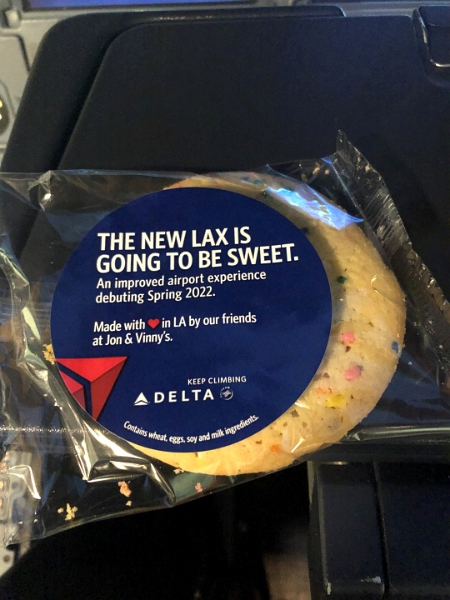 THE NEW LAX IS
GOING TO BE SWEET.
An improved airport experience
debuting Spring 2022.
Made with ❤ in LA by our friends
at Jon & Vinny's.
KEEP CLIMBING
DELTA
Contains wheat, eggs, soy and milk ingredients.